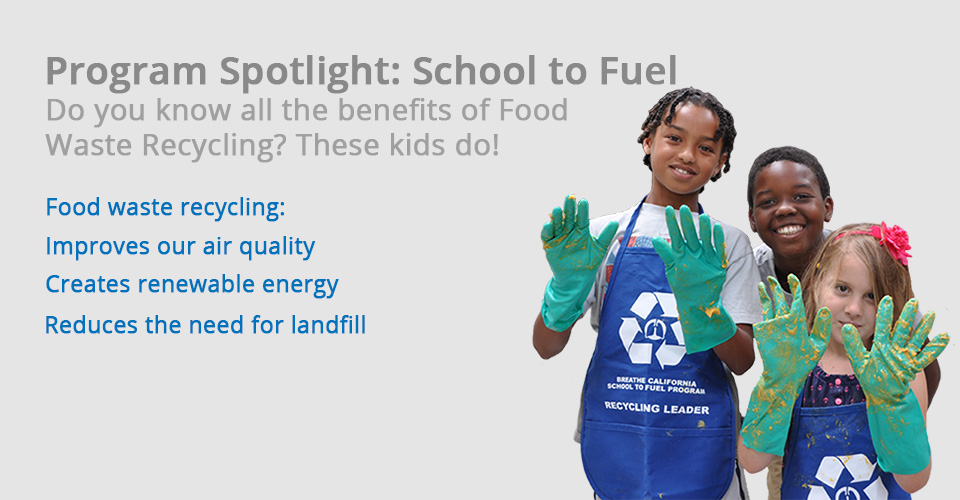 Program Spotlight: School to Fuel
Do you know all the benefits of Food
Waste Recycling? These kids do!
Food waste recycling:
Improves our air quality
Creates renewable energy
Reduces the need for landfill
BREATHE CALIFORNIA
SCHOOL TO FUEL PROGRAM
RECYCLING LEADER